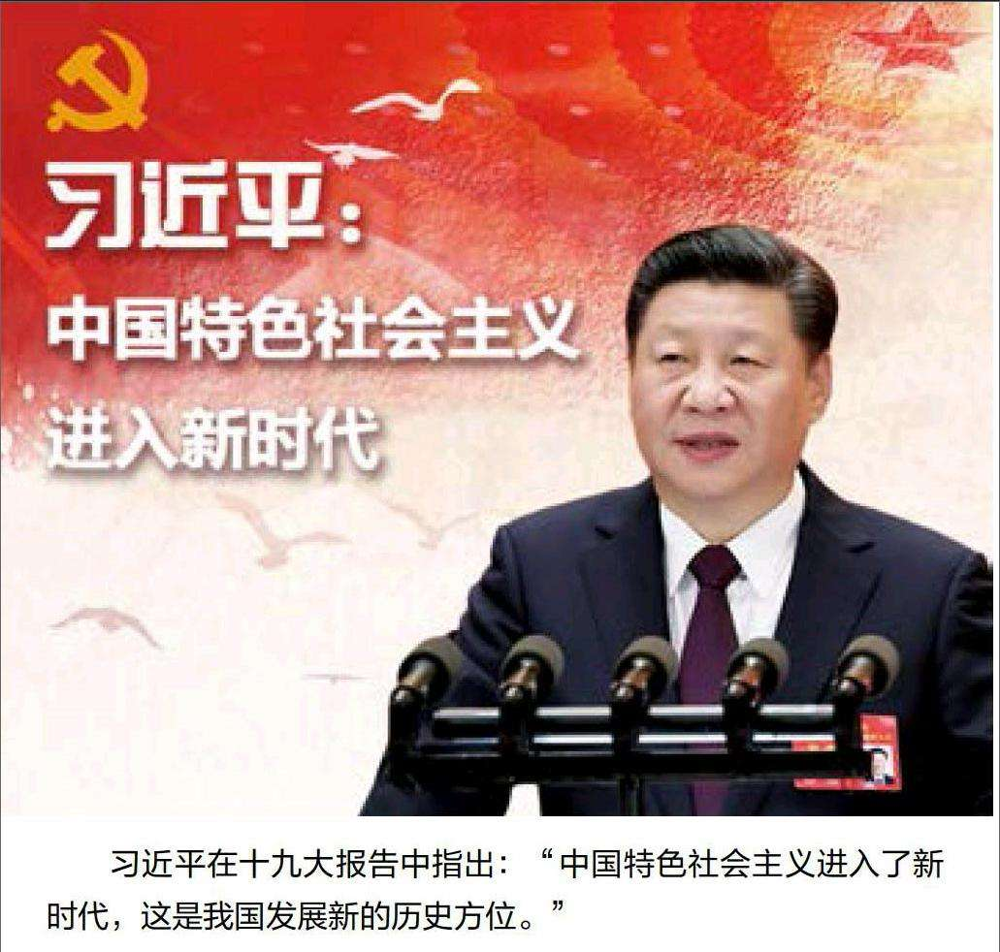 习近平：
中国特色社会主义
进入新时代
习近平在十九大报告中指出：“中国特色社会主义进入了新
时代，这是我国发展新的历史方位。”